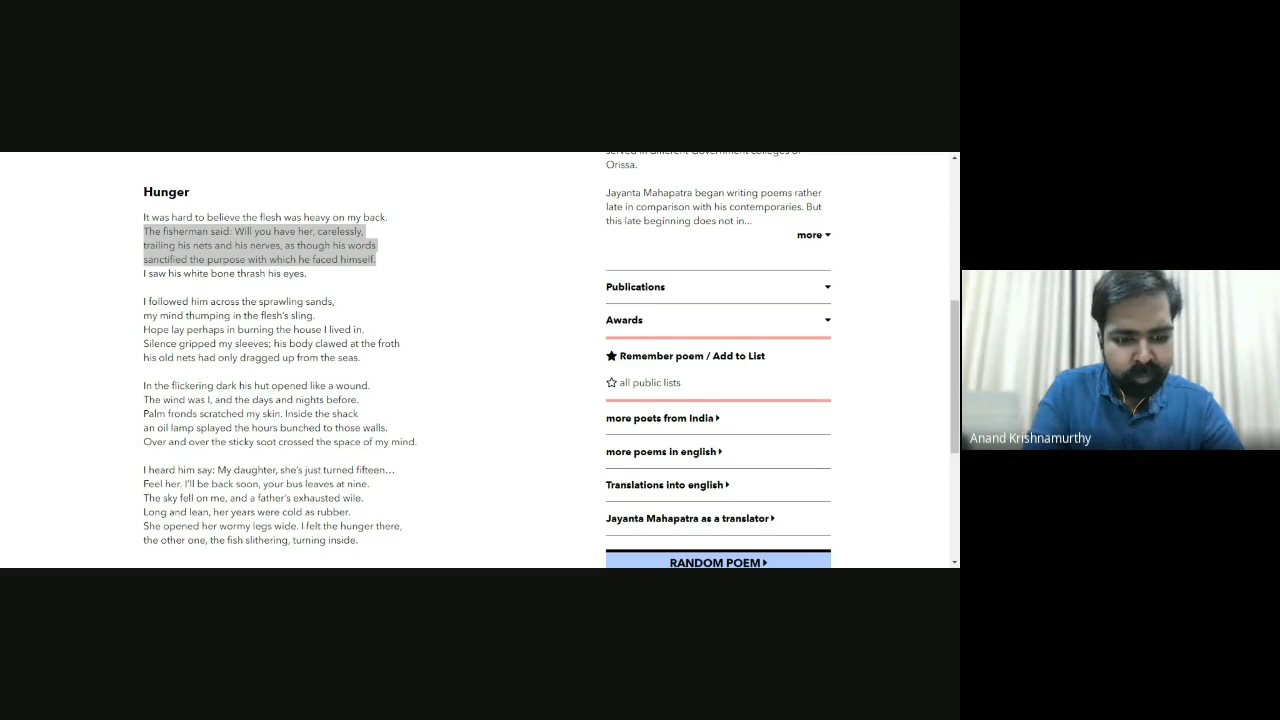 Hunger
It was hard to believe the flesh was heavy on my back.
The fisherman said: Will you have her, carelessly,
trailing his nets and his nerves, as though his words
sanctified the purpose with which he faced himself.
I saw his white bone thrash his eyes.
I followed him across the sprawling sands,
my mind thumping in the flesh's sling.
Hope lay perhaps in burning the house I lived in.
Silence gripped my sleeves; his body clawed at the froth
his old nets had only dragged up from the seas.
In the flickering dark his hut opened like a wound.
The wind was I, and the days and nights before.
Palm fronds scratched my skin. Inside the shack
an oil lamp splayed the hours bunched to those walls.
Over and over the sticky soot crossed the space of my mind.
I heard him say: My daughter, she's just turned fifteen…
Feel her. I'll be back soon, your bus leaves at nine.
The sky fell on me, and a father's exhausted wile.
Long and lean, her years were cold as rubber.
She opened her wormy legs wide. I felt the hunger there,
the other one, the fish slithering, turning inside.
served in different Government colleges of
Orissa.
Jayanta Mahapatra began writing poems rather
late in comparison with his contemporaries. But
this late beginning does not in...
more
Publications
Awards
Remember poem / Add to List
all public lists
more poets from India
more poems in english
Translations into english
Jayanta Mahapatra as a translator
RANDOM POEM
Anand Krishnamurthy